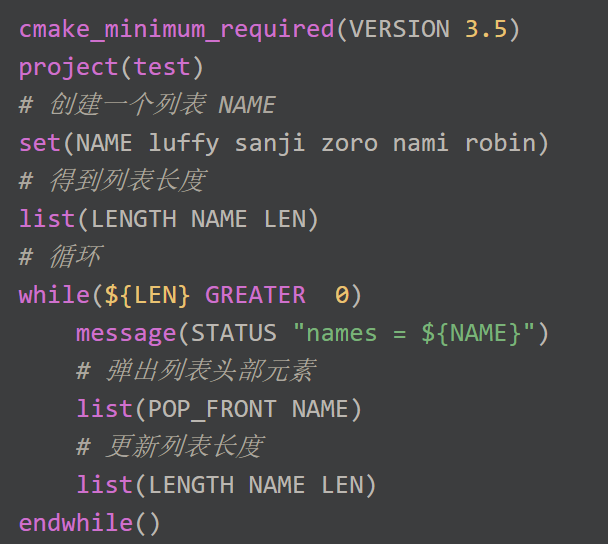 cmake_minimum_required(VERSION 3.5)
project(test)
# 创建一个列表 NAME
set(NAME luffy sanji zoro nami robin)
# 得到列表长度
list(LENGTH NAME LEN)
# 循环
while(${LEN} GREATER  0)
    message(STATUS "names = ${NAME}")
    # 弹出列表头部元素
    list(POP_FRONT NAME)
    # 更新列表长度
    list(LENGTH NAME LEN)
endwhile()